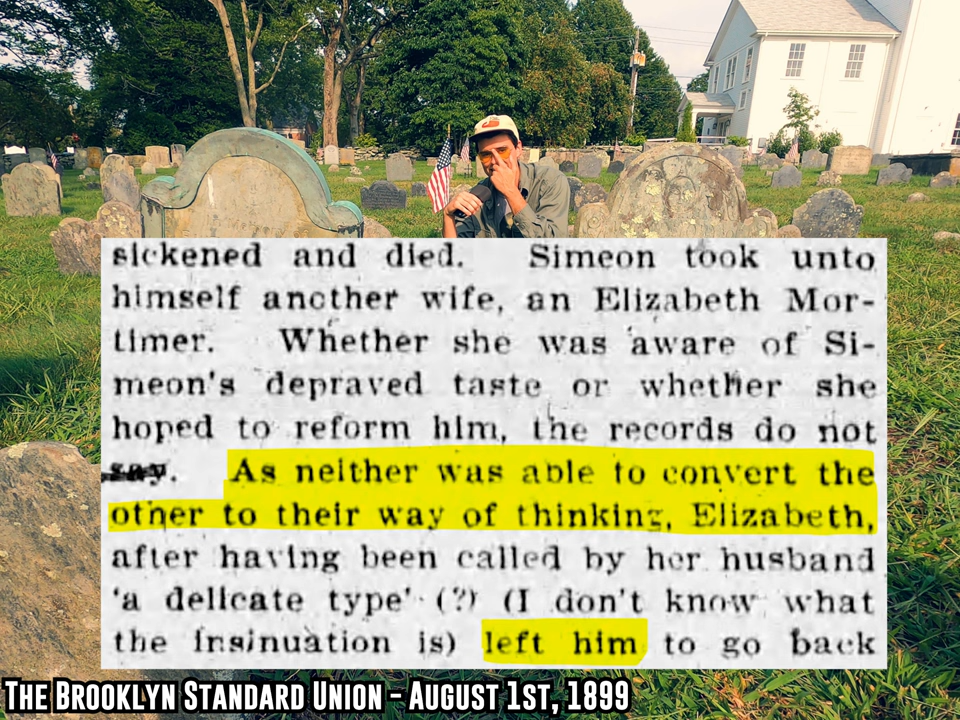 sickened and died. Simeon took unto
himself another wife, an Elizabeth Mor-
timer. Whether she was aware of Si-
meon's depraved taste or whether she
hoped to reform him, the records do not
say. As neither was able to convert the
other to their way of thinking, Elizabeth,
after having been called by her husband
'a delicate type' (?) (I don't know what
the insinuation is) left him to go back
The Brooklyn Standard Union - August 1st, 1899